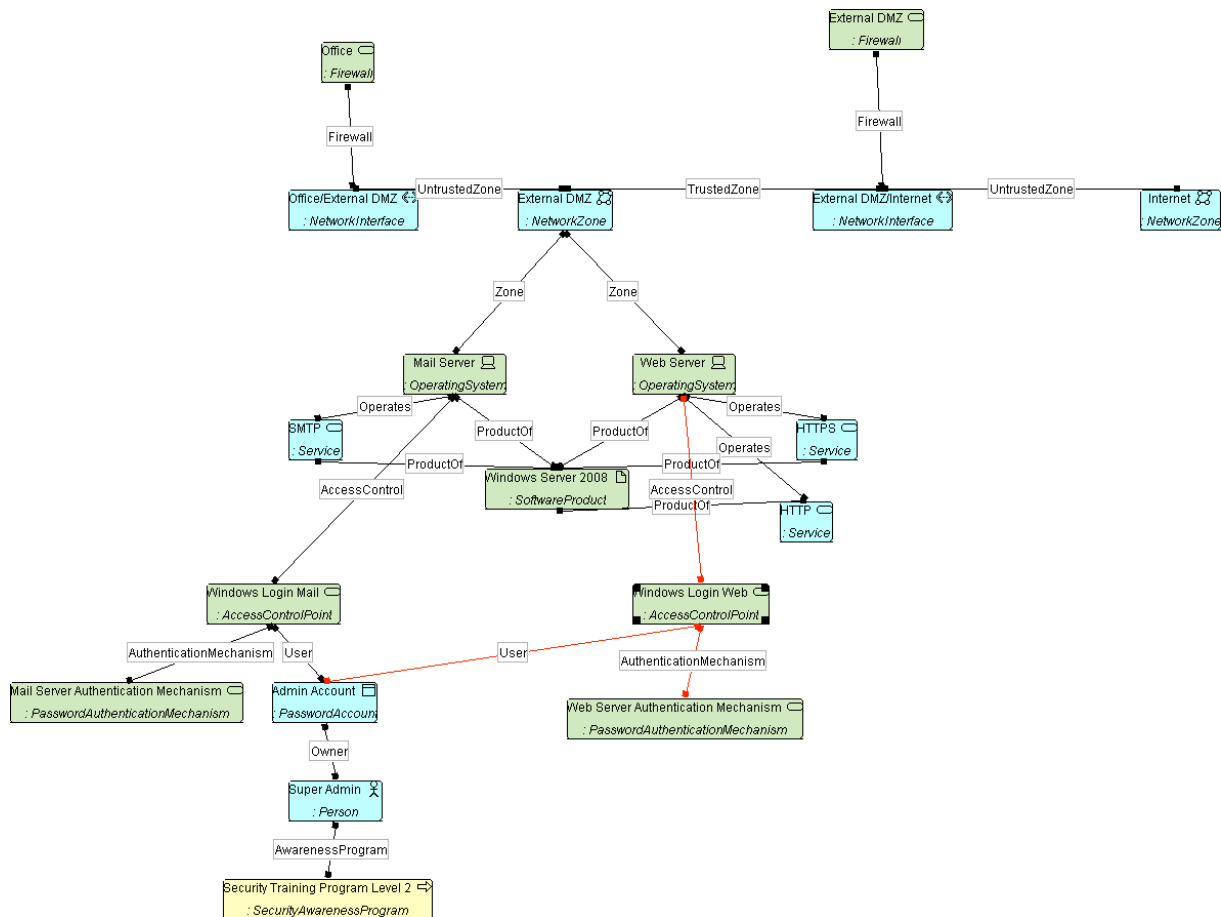 External DMZ
: Firewall
Office
: Firewall
Firewall
Firewall
UntrustedZone
TrustedZone
UntrustedZone
Office/External DMZ
: NetworkInterface
External DMZ
: NetworkZone
External DMZ/Internet
: NetworkInterface
Internet
: NetworkZone
Zone
Zone
Mail Server
: OperatingSystem
Web Server
: OperatingSystem
Operates
Operates
SMTP
: Service
ProductOf
ProductOf
HTTPS
: Service
Operates
ProductOf
ProductOf
Windows Server 2008
: SoftwareProduct
AccessControl
AccessControl
ProductOf
HTTP
: Service
Windows Login Mail
: AccessControlPoint
Windows Login Web
: AccessControlPoint
AuthenticationMechanism
User
User
AuthenticationMechanism
Mail Server Authentication Mechanism
: PasswordAuthenticationMechanism
Admin Account
: PasswordAccount
Web Server Authentication Mechanism
: PasswordAuthenticationMechanism
Owner
Super Admin
: Person
AwarenessProgram
Security Training Program Level 2
: SecurityAwarenessProgram